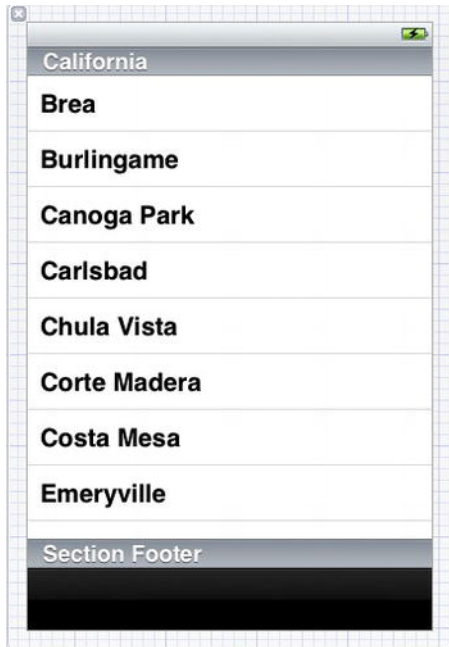 California
Brea
Burlingame
Canoga Park
Carlsbad
Chula Vista
Corte Madera
Costa Mesa
Emeryville
Section Footer